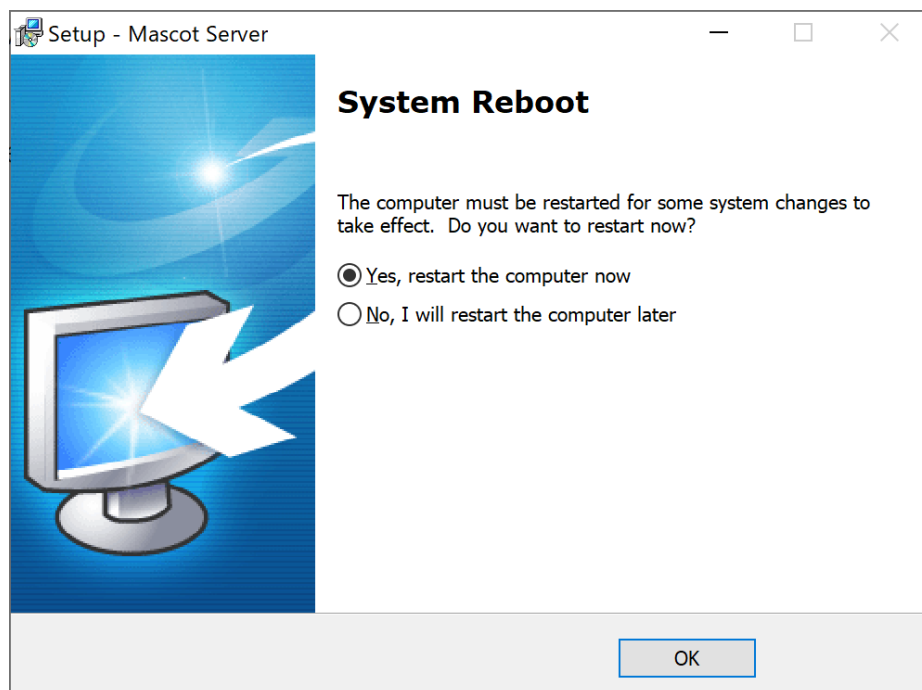 Setup - Mascot Server
System Reboot
The computer must be restarted for some system changes to
take effect.  Do you want to restart now?
Yes, restart the computer now
No, I will restart the computer later
OK